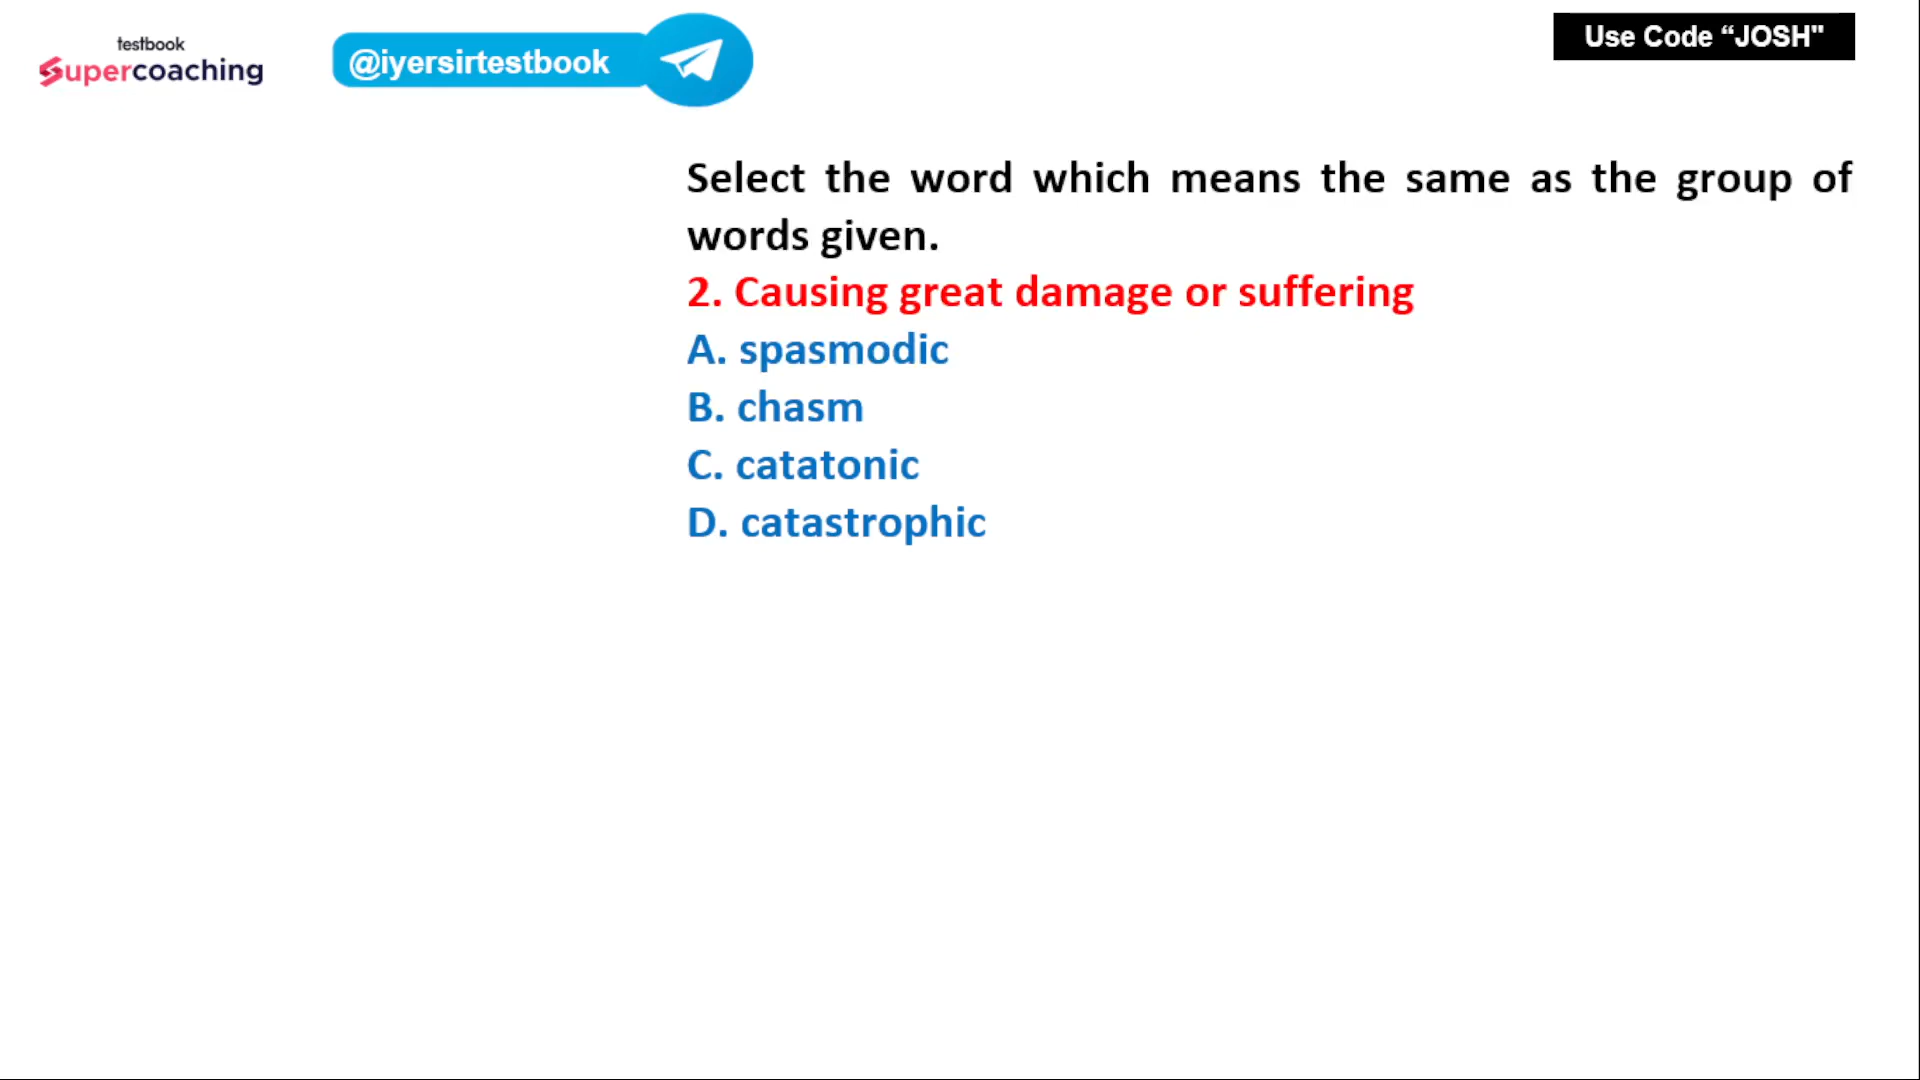 testbook
Supercoaching
@iyersirtestbook
Use Code “JOSH"
Select the word which means the same as the group of
words given.
2. Causing great damage or suffering
A. spasmodic
B. chasm
C. catatonic
D. catastrophic